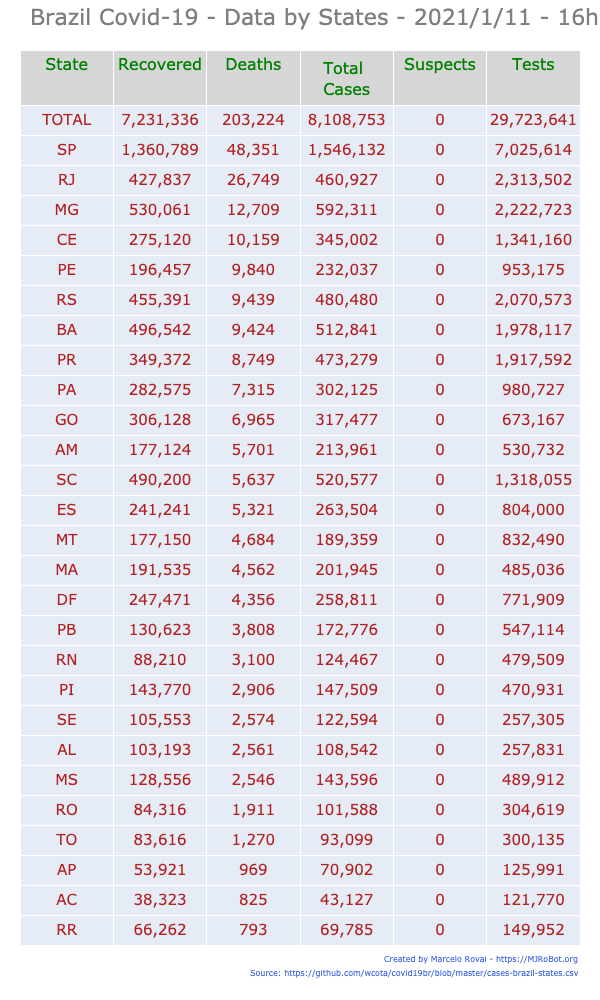 Brazil Covid-19 - Data by States - 2021/1/11 - 16h
State Recovered Deaths Total Cases Suspects Tests
TOTAL 7,231,336 203,224 8,108,753 0 29,723,641
SP 1,360,789 48,351 1,546,132 0 7,025,614
RJ 427,837 26,749 460,927 0 2,313,502
MG 530,061 12,709 592,311 0 2,222,723
CE 275,120 10,159 345,002 0 1,341,160
PE 196,457 9,840 232,037 0 953,175
RS 455,391 9,439 480,480 0 2,070,573
BA 496,542 9,424 512,841 0 1,978,117
PR 349,372 8,749 473,279 0 1,917,592
PA 282,575 7,315 302,125 0 980,727
GO 306,128 6,965 317,477 0 673,167
AM 177,124 5,701 213,961 0 530,732
SC 490,200 5,637 520,577 0 1,318,055
ES 241,241 5,321 263,504 0 804,000
MT 177,150 4,684 189,359 0 832,490
MA 191,535 4,562 201,945 0 485,036
DF 247,471 4,356 258,811 0 771,909
PB 130,623 3,808 172,776 0 547,114
RN 88,210 3,100 124,467 0 479,509
PI 143,770 2,906 147,509 0 470,931
SE 105,553 2,574 122,594 0 257,305
AL 103,193 2,561 108,542 0 257,831
MS 128,556 2,546 143,596 0 489,912
RO 84,316 1,911 101,588 0 304,619
TO 83,616 1,270 93,099 0 300,135
AP 53,921 969 70,902 0 125,991
AC 38,323 825 43,127 0 121,770
RR 66,262 793 69,785 0 149,952
Created by Marcelo Rovai - https://MJRoBot.org
Source: https://github.com/wcota/covid19br/blob/master/cases-brazil-states.csv